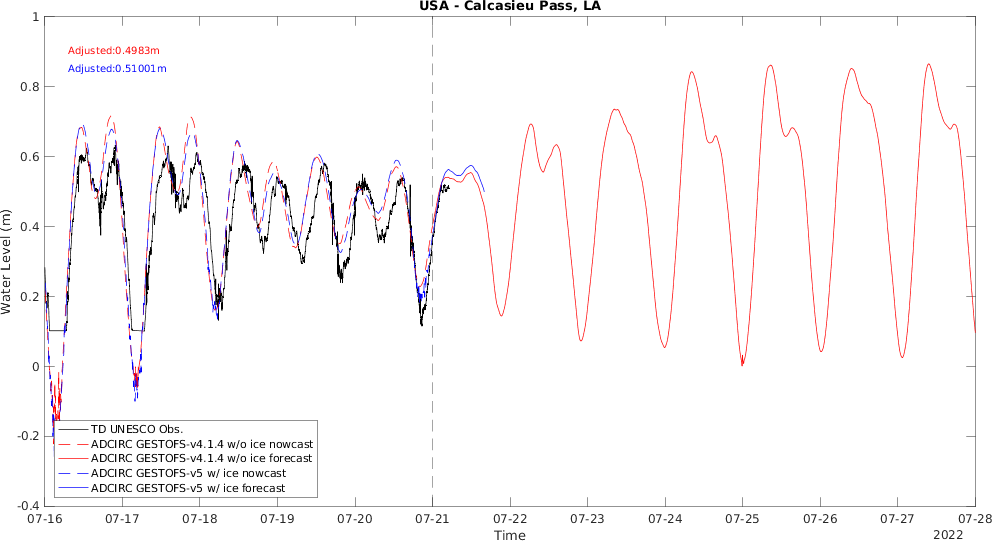 USA - Calcasieu Pass, LA
Adjusted:0.4983m
Adjusted:0.51001m
Water Level (m)
1
0.8
0.6
0.4
0.2
0
-0.2
-0.4
TD UNESCO Obs.
ADCIRC GESTOFS-v4.1.4 w/o ice nowcast
ADCIRC GESTOFS-v4.1.4 w/o ice forecast
ADCIRC GESTOFS-v5 w/ ice nowcast
ADCIRC GESTOFS-v5 w/ ice forecast
07-16 07-17 07-18 07-19 07-20 07-21 07-22 07-23 07-24 07-25 07-26 07-27 07-28
Time
2022